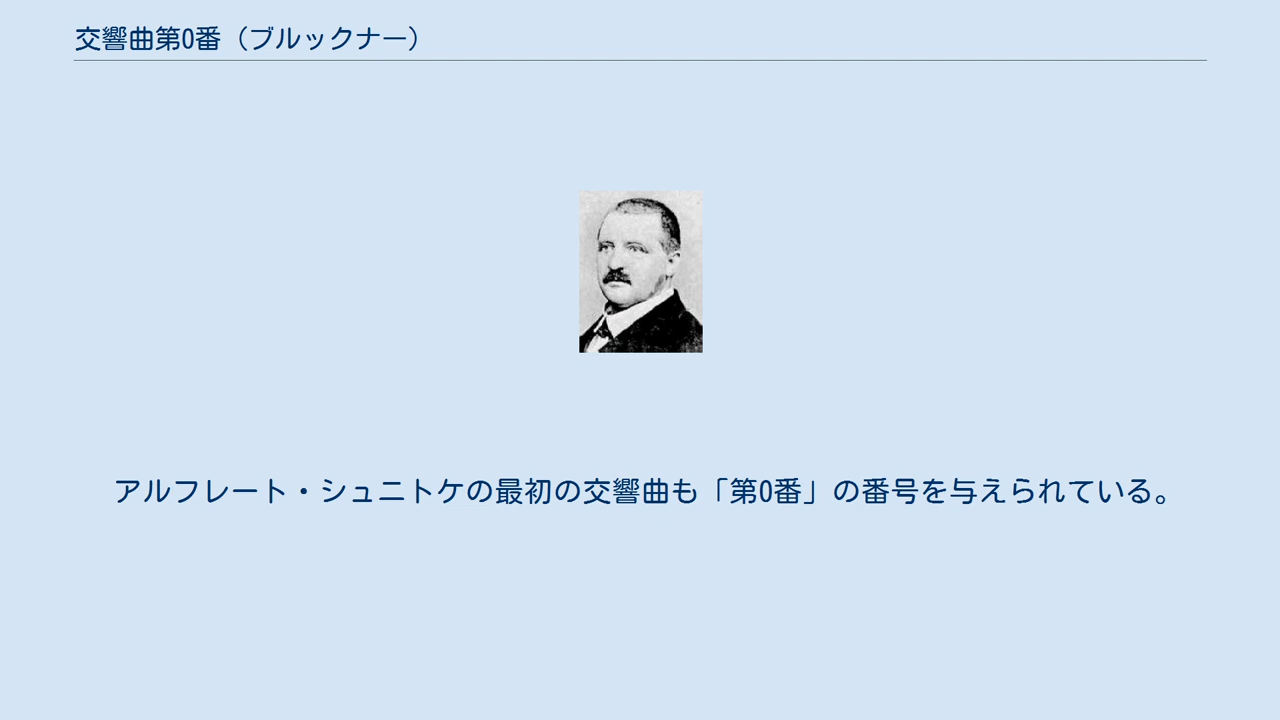 交響曲第0番（ブルックナー）
アルフレート・シュニトケの最初の交響曲も「第0番」の番号を与えられている。